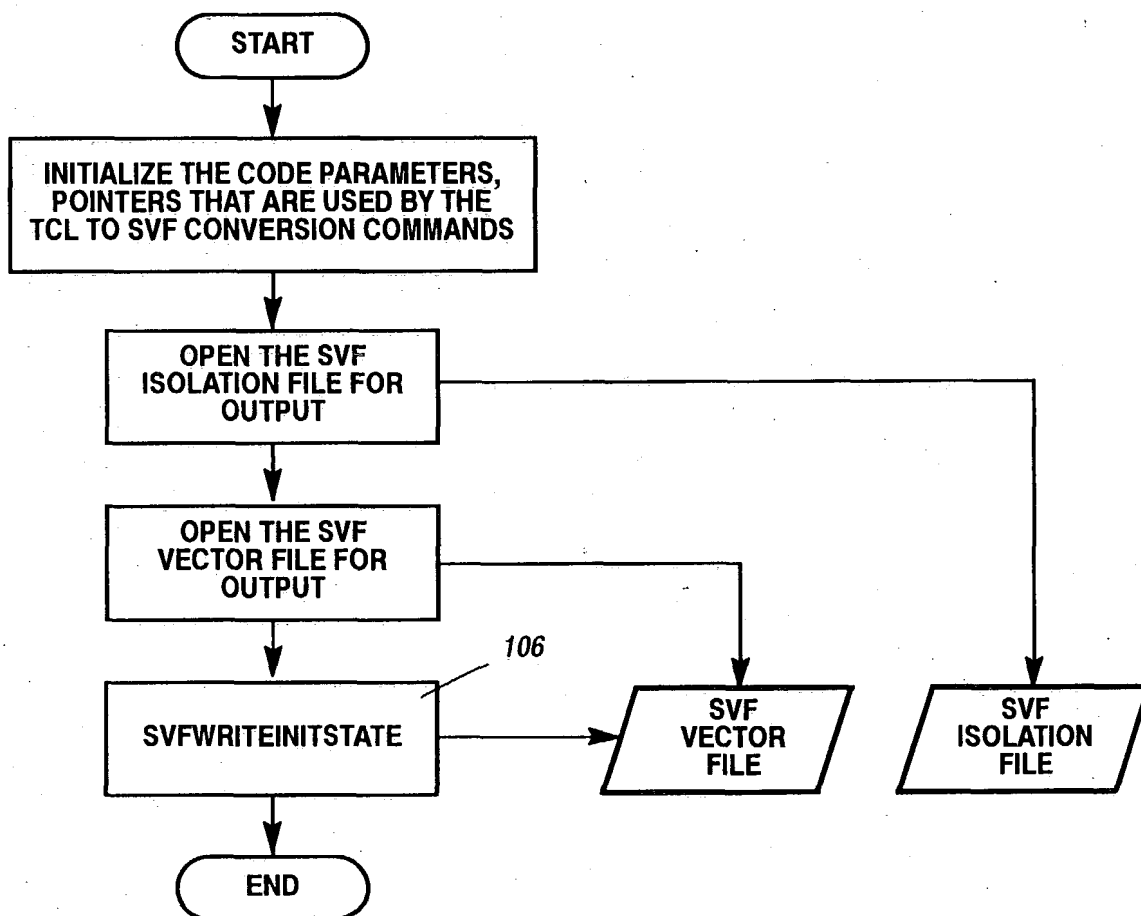 START
INITIALIZE THE CODE PARAMETERS,
POINTERS THAT ARE USED BY THE
TCL TO SVF CONVERSION COMMANDS
OPEN THE SVF
ISOLATION FILE FOR
OUTPUT
OPEN THE SVF
VECTOR FILE FOR
OUTPUT
106
SVFWRITEINITSTATE
SVF
VECTOR
FILE
SVF
ISOLATION
FILE
END